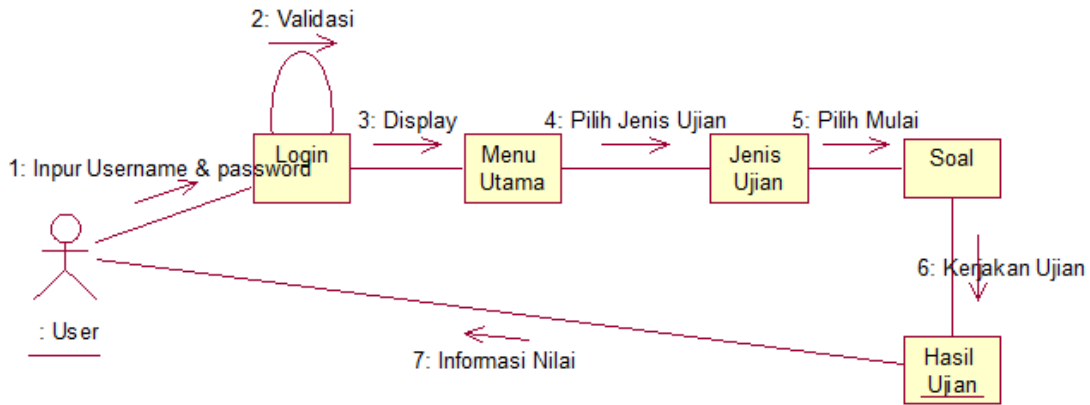 2: Validasi
3: Display
4: Pilih Jenis Ujian
5: Pilih Mulai
1: Inpur Username & password
Login
Menu
Utama
Jenis
Ujian
Soal
6: Kerjakan Ujian
: User
7: Informasi Nilai
Hasil
Ujian